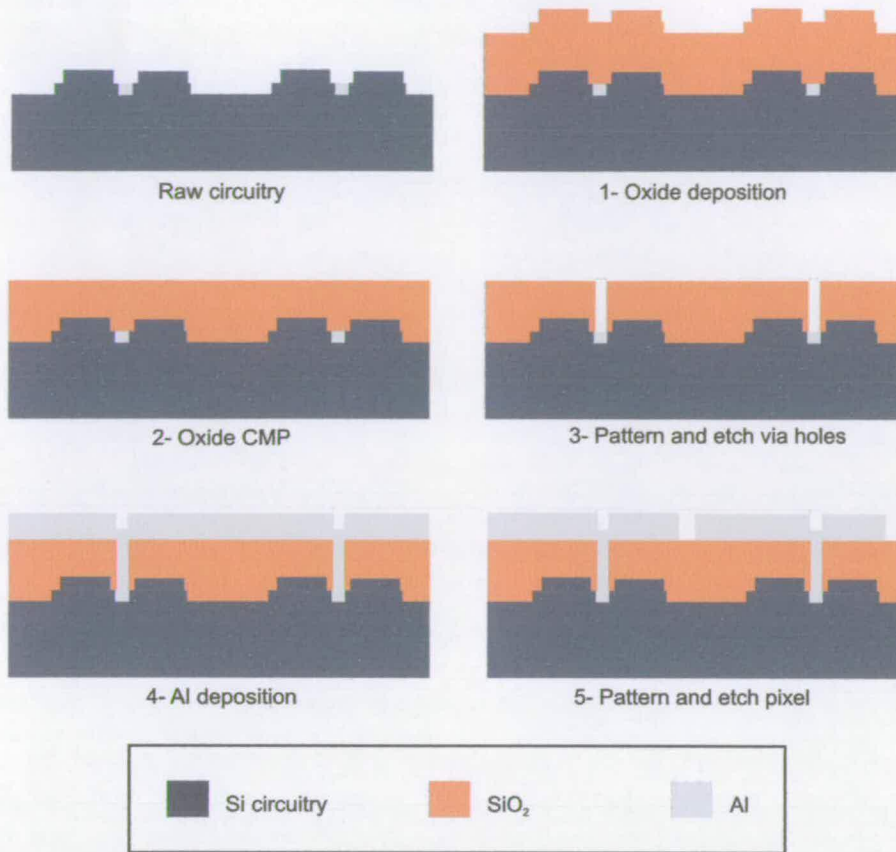 Raw circuitry
1- Oxide deposition
2- Oxide CMP
3- Pattern and etch via holes
4- Al deposition
5- Pattern and etch pixel
Si circuitry
SiO₂
Al